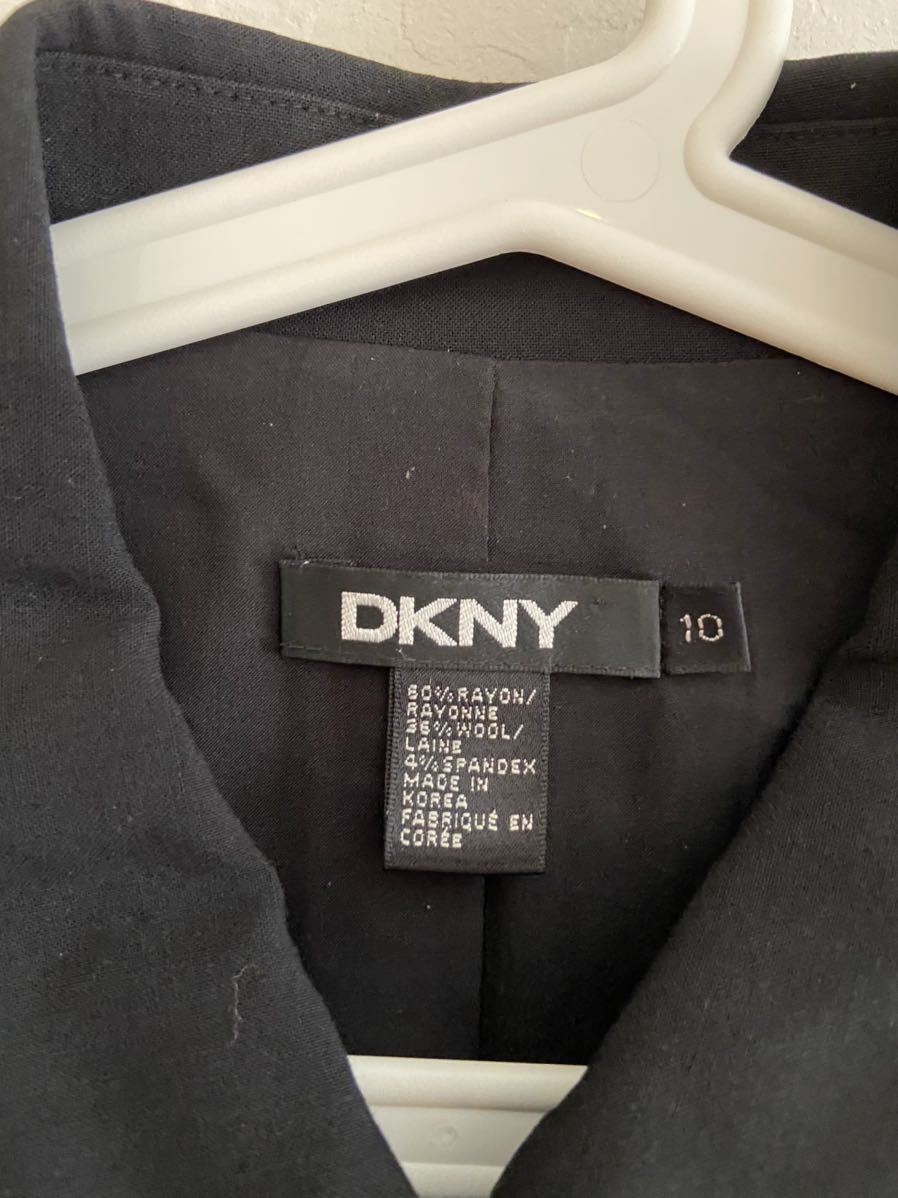 DKNY
10
60% RAYON/
RAYONNE
36% WOOL/
LAINE
4% SPANDEX
MADE IN
KOREA
FABRIQUÉ EN
CORÉE